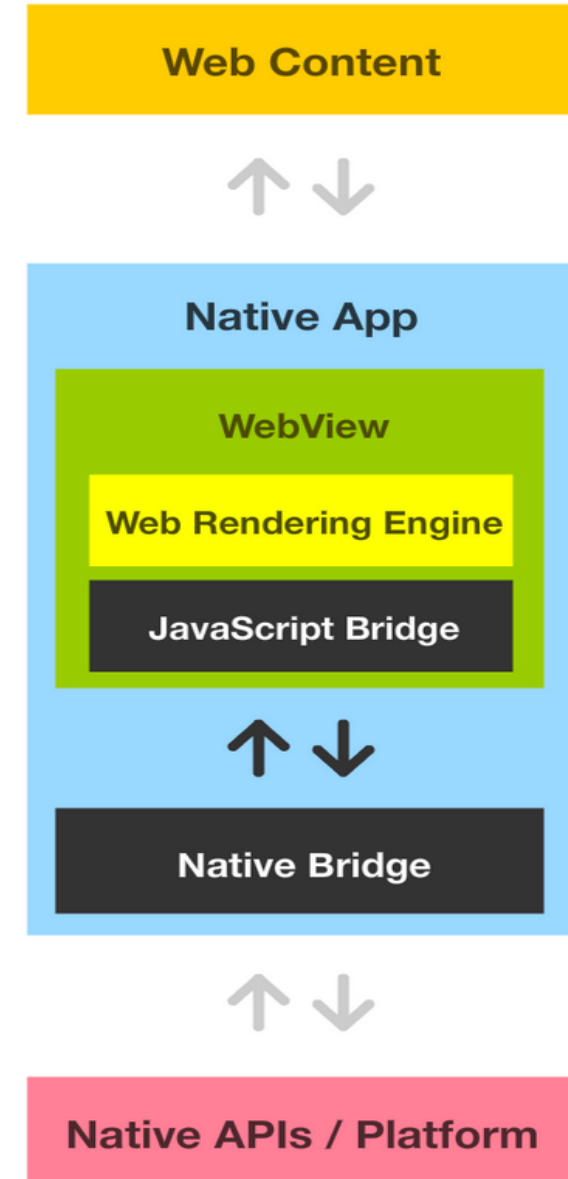 Web Content
Native App
WebView
Web Rendering Engine
JavaScript Bridge
Native Bridge
Native APIs / Platform